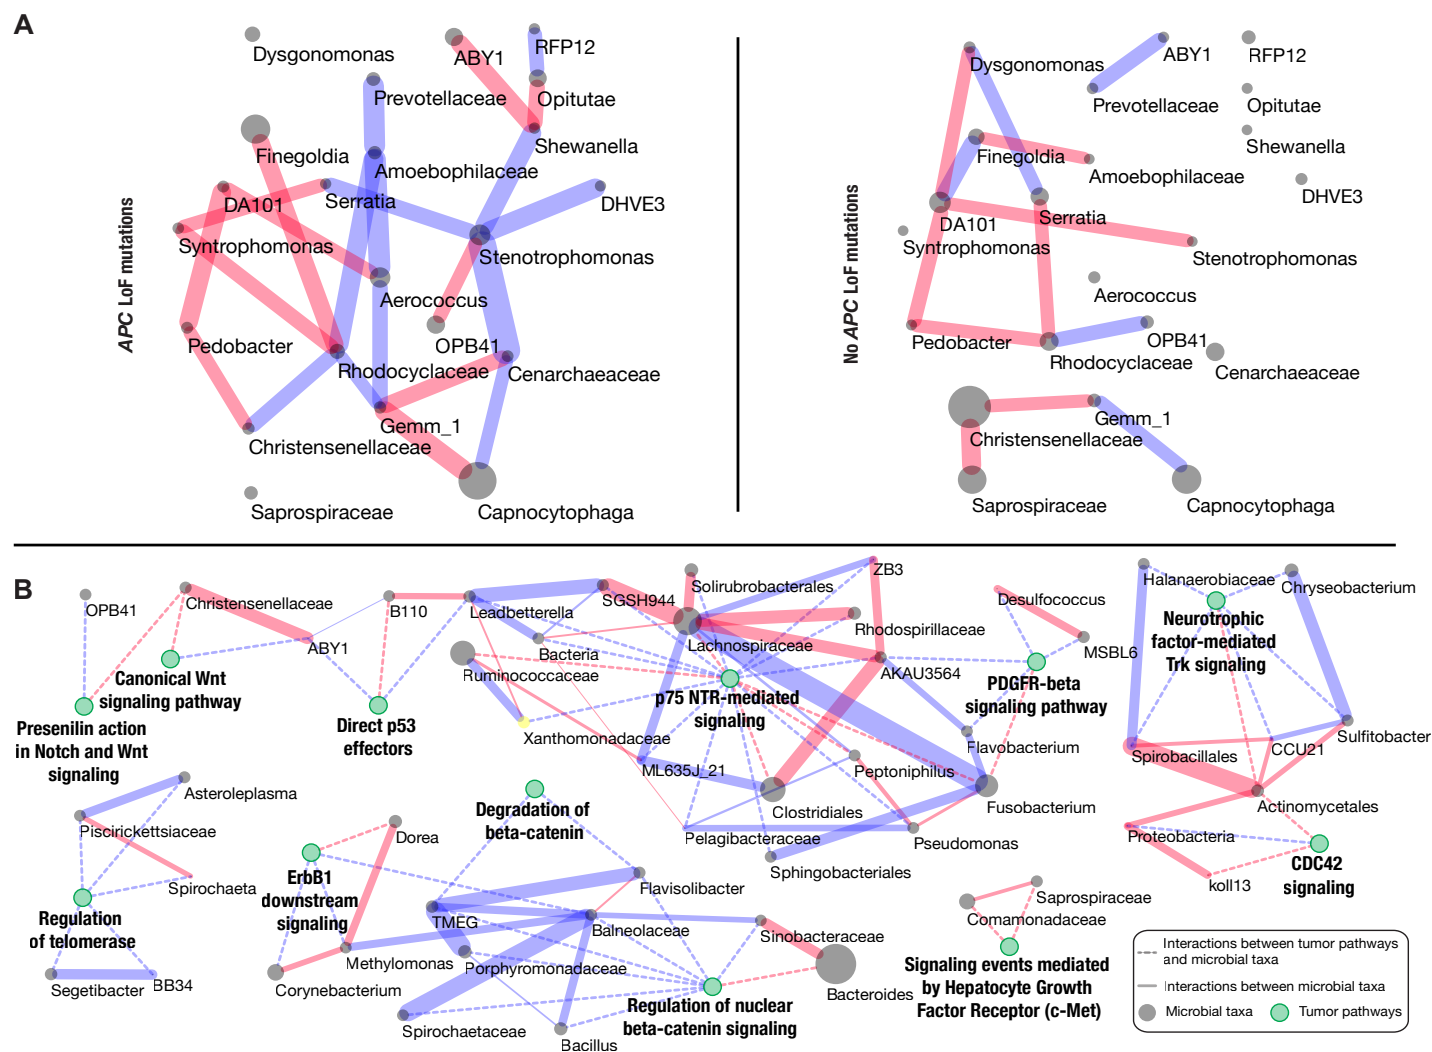 A
Dysgonomonas
ABY1
RFP12
Prevotellaceae
Opitutae
Finegoldia
Shewanella
Amoebophilaceae
DA101
Serratia
DHVE3
Syntrophomonas
Stenotrophomonas
Aerococcus
Pedobacter
OPB41
Rhodocyclaceae
Cenarchaeaceae
Gemm_1
Christensenellaceae
Saprospiraceae
Capnocytophaga
APC LoF mutations
Dysgonomonas
ABY1
RFP12
Prevotellaceae
Opitutae
Finegoldia
Shewanella
Amoebophilaceae
DHVE3
DA101
Serratia
Syntrophomonas
Stenotrophomonas
Aerococcus
Pedobacter
OPB41
Rhodocyclaceae
Cenarchaeaceae
Gemm_1
Christensenellaceae
Saprospiraceae
Capnocytophaga
No APC LoF mutations
B
OPB41
Christensenellaceae
ABY1
Canonical Wnt
signaling pathway
Presenilin action
in Notch and Wnt
signaling
B110
Leadbetterella
SGSH944
Solirubrobacterales
ZB3
Bacteria
Lachnospiraceae
Rhodospirillaceae
Ruminococcaceae
AKAU3564
Direct p53
effectors
p75 NTR-mediated
signaling
Xanthomonadaceae
Flavobacterium
ML635J_21
Peptoniphilus
Clostridiales
Fusobacterium
Pelagibacteraceae
Pseudomonas
Sphingobacteriales
Desulfococcus
MSBL6
PDGFR-beta
signaling pathway
Halanaerobiaceae
Chryseobacterium
Neurotrophic
factor-mediated
Trk signaling
Sulfitobacter
Spirobacillales
CCU21
Actinomycetales
Proteobacteria
koll13
CDC42
signaling
Asteroleplasma
Piscirickettsiaceae
Spirochaeta
Regulation
of telomerase
Segetibacter
BB34
Dorea
ErbB1
downstream
signaling
Methylomonas
Corynebacterium
Degradation of
beta-catenin
Flavisolibacter
TMEG
Balneolaceae
Sinobacteraceae
Porphyromonadaceae
Bacteroides
Regulation of nuclear
beta-catenin signaling
Spirochaetaceae
Bacillus
Saprospiraceae
Comamonadaceae
Signaling events mediated
by Hepatocyte Growth
Factor Receptor (c-Met)
Interactions between tumor pathways
and microbial taxa
Interactions between microbial taxa
Microbial taxa
Tumor pathways